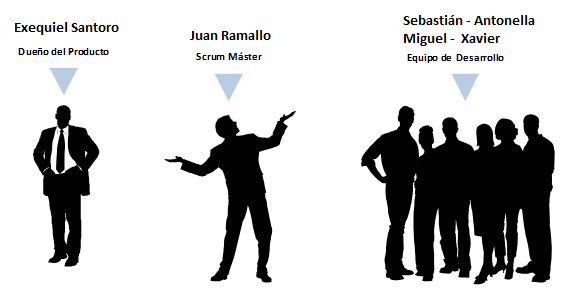 Exequiel Santoro
Dueño del Producto
Juan Ramallo
Scrum Máster
Sebastián - Antonella
Miguel - Xavier
Equipo de Desarrollo